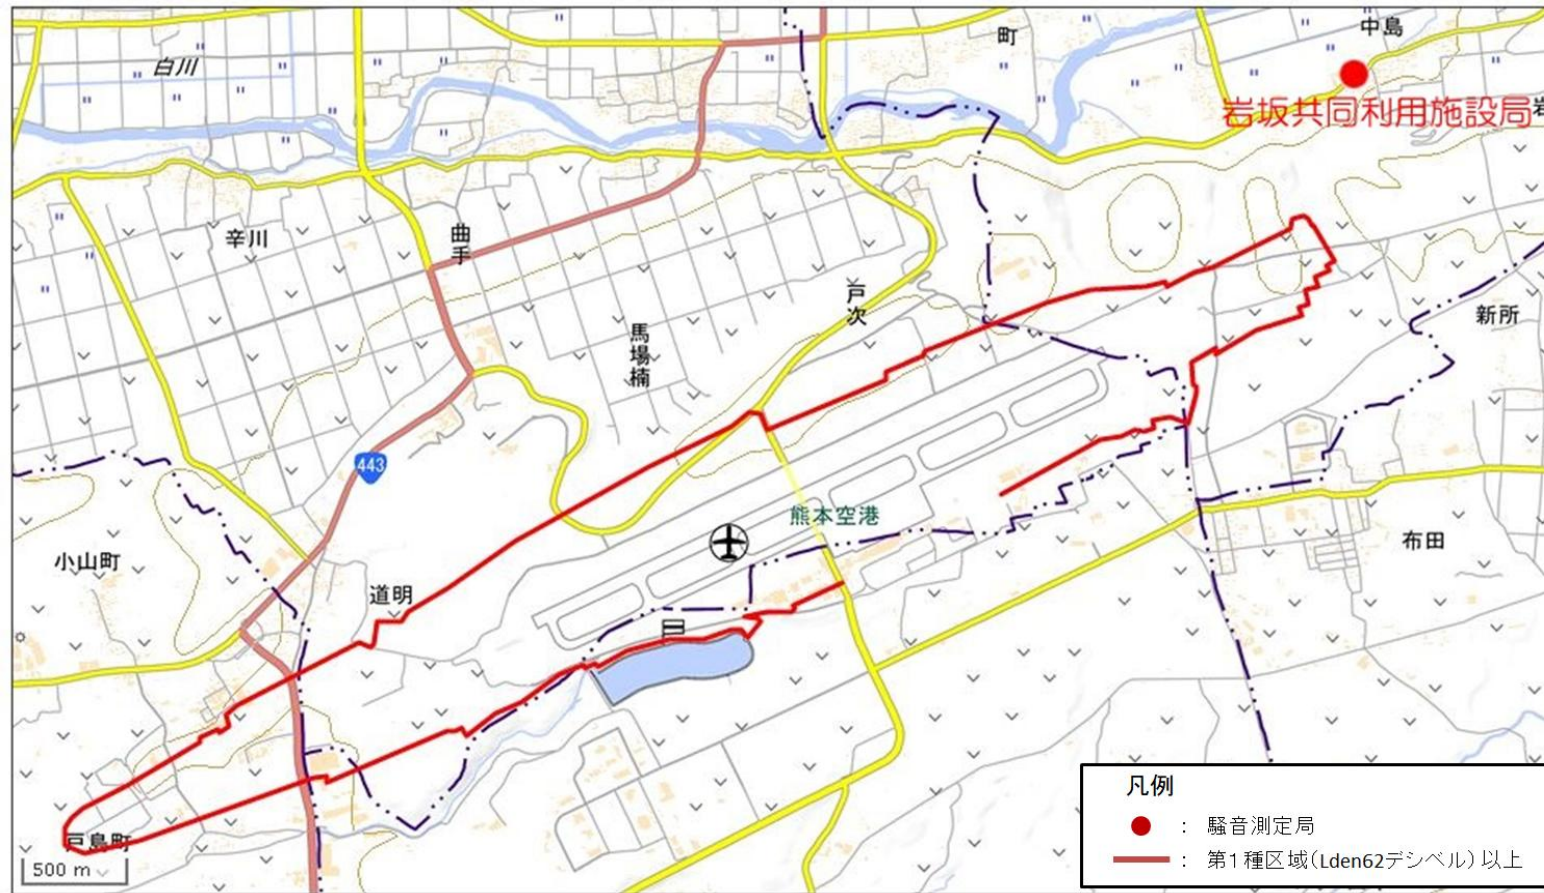 中島
町
白川
岩坂共同利用施設局
岩
辛川
曲手
戸次
新所
馬場楠
443
熊本空港
布田
小山町
道明
戸島町
500 m
凡例
： 騒音測定局
： 第1種区域(Lden62デシベル)以上